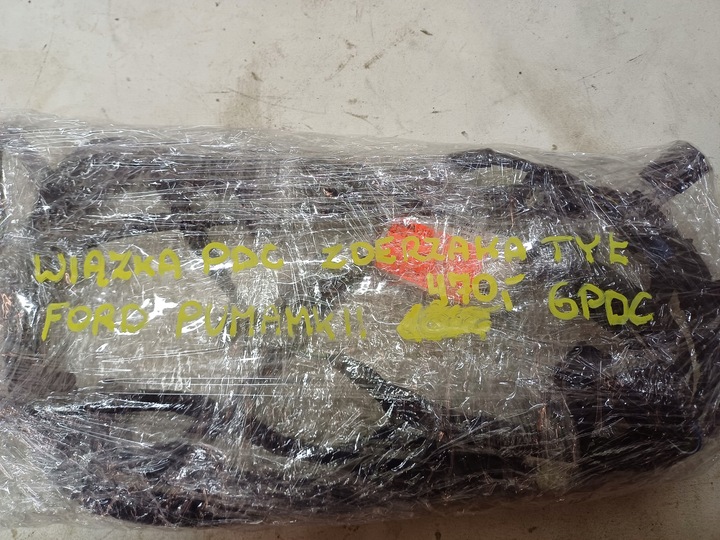 WIĄZKA PDC ZDERZAKA TYŁ
470,-
FORD PUMA MK II 6PDC